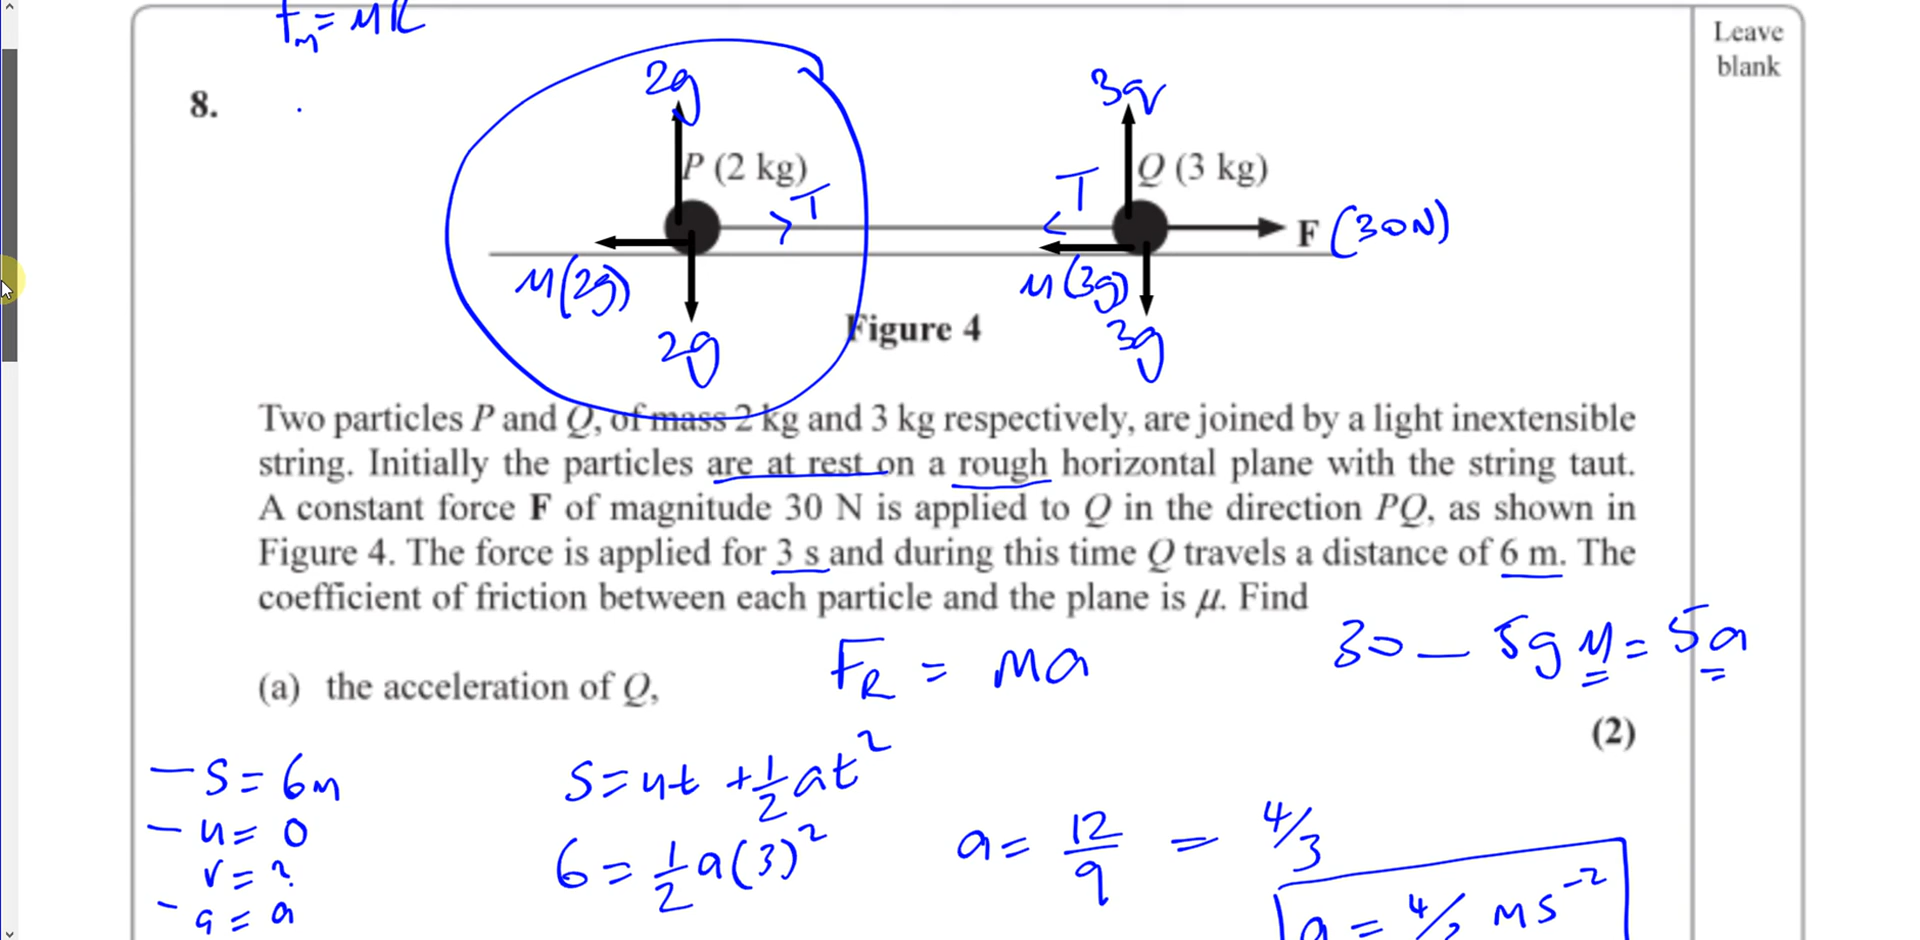 Fm = μR
Leave
blank
8.
2g
3g
P (2 kg)
T
T
Q (3 kg)
F (30N)
μ(2g)
μ(3g)
2g
3g
Figure 4
Two particles P and Q, of mass 2 kg and 3 kg respectively, are joined by a light inextensible
string. Initially the particles are at rest on a rough horizontal plane with the string taut.
A constant force F of magnitude 30 N is applied to Q in the direction PQ, as shown in
Figure 4. The force is applied for 3 s and during this time Q travels a distance of 6 m. The
coefficient of friction between each particle and the plane is μ. Find
30 – 5gμ = 5a
FR = ma
(a) the acceleration of Q,
(2)
– s = 6m
s = ut + 1/2 at²
– u = 0
6 = 1/2 a(3)²
a = 12/9 = 4/3
v = ?
– a = a
a = 4/3 ms⁻²